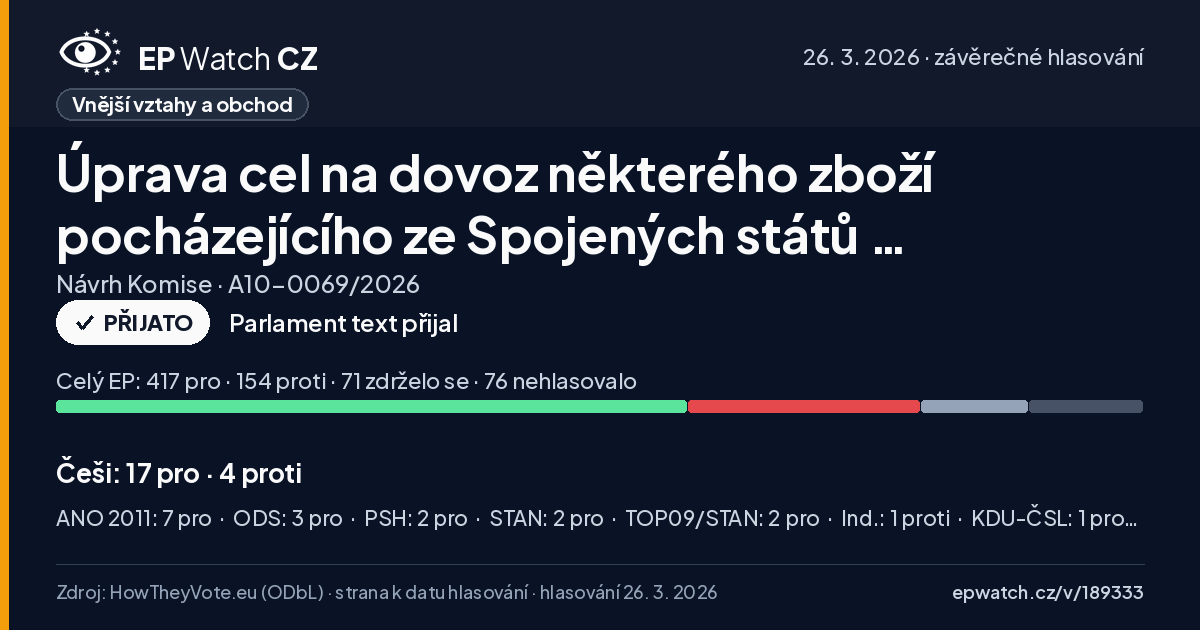 EP Watch CZ
26. 3. 2026 · závěrečné hlasování
Vnější vztahy a obchod
Úprava cel na dovoz některého zboží
pocházejícího ze Spojených států …
Návrh Komise · A10–0069/2026
✓ PŘIJATO Parlament text přijal
Celý EP: 417 pro · 154 proti · 71 zdrželo se · 76 nehlasovalo
Češi: 17 pro · 4 proti
ANO 2011: 7 pro · ODS: 3 pro · PSH: 2 pro · STAN: 2 pro · TOP09/STAN: 2 pro · Ind.: 1 proti · KDU-ČSL: 1 pro…
Zdroj: HowTheyVote.eu (ODbL) · strana k datu hlasování · hlasování 26. 3. 2026
epwatch.cz/v/189333